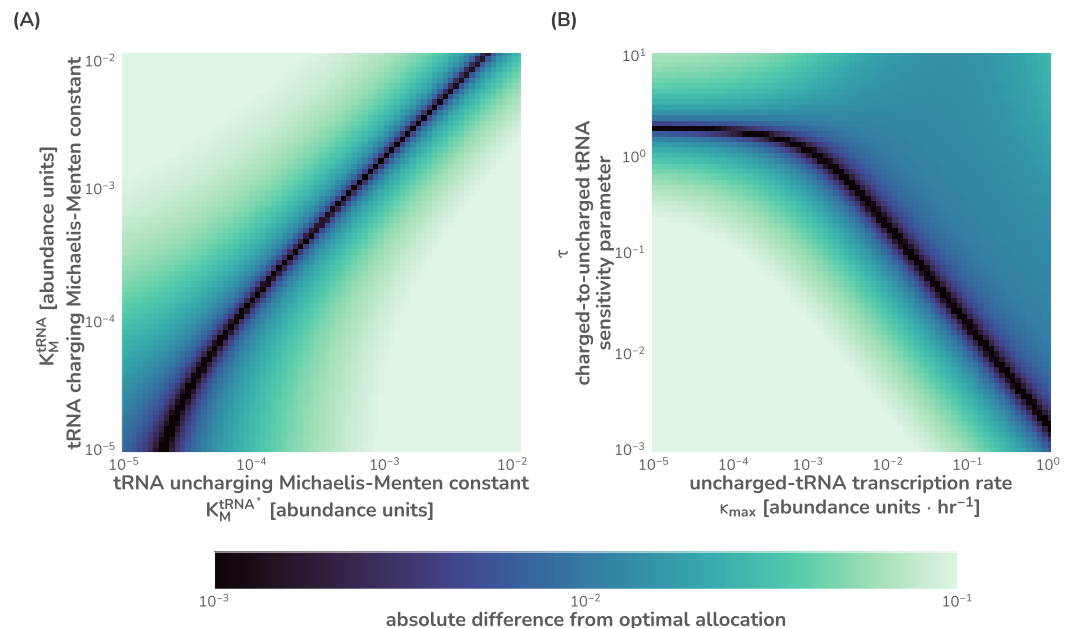 (A)
(B)
K_M^tRNA [abundance units]
tRNA charging Michaelis-Menten constant
10⁻²
10⁻³
10⁻⁴
10⁻⁵
10⁻⁵ 10⁻⁴ 10⁻³ 10⁻²
tRNA uncharging Michaelis-Menten constant
K_M^tRNA* [abundance units]
τ
charged-to-uncharged tRNA
sensitivity parameter
10¹
10⁰
10⁻¹
10⁻²
10⁻³
10⁻⁵ 10⁻⁴ 10⁻³ 10⁻² 10⁻¹ 10⁰
uncharged-tRNA transcription rate
κmax [abundance units · hr⁻¹]
10⁻³ 10⁻² 10⁻¹
absolute difference from optimal allocation